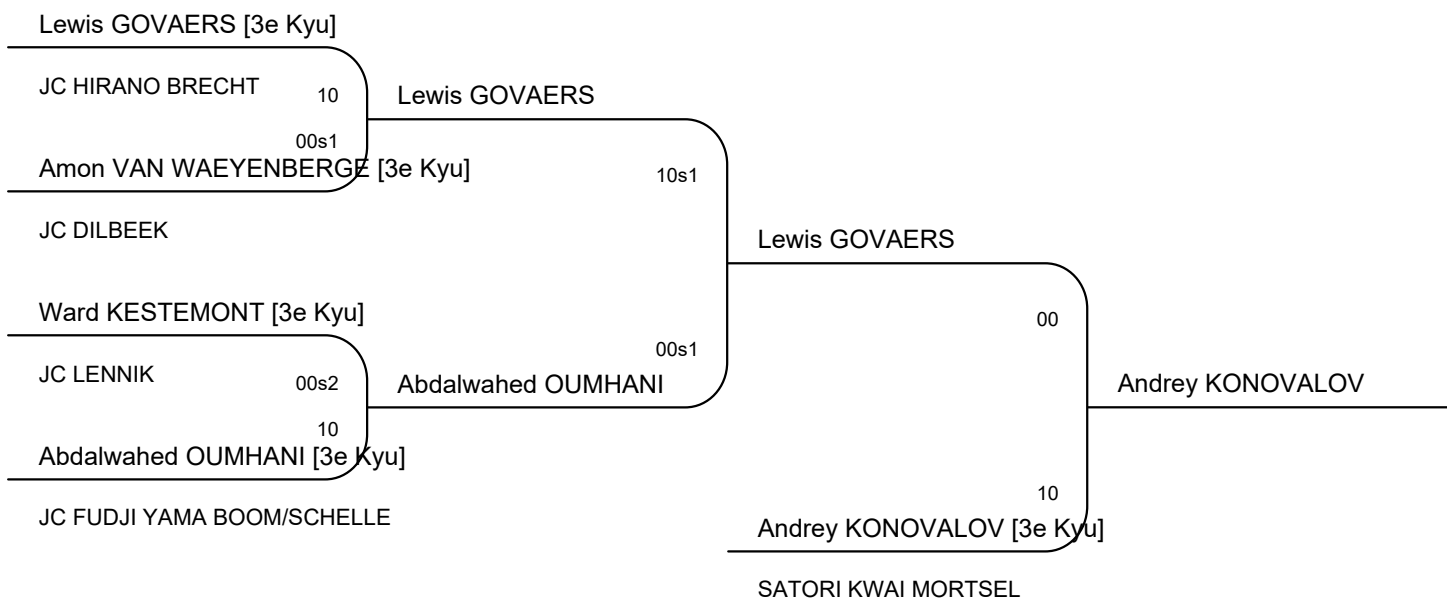 Lewis GOVAERS [3e Kyu]
JC HIRANO BRECHT
10
Lewis GOVAERS
00s1
Amon VAN WAEYENBERGE [3e Kyu]
10s1
JC DILBEEK
Lewis GOVAERS
Ward KESTEMONT [3e Kyu]
00
00s1
JC LENNIK
00s2
Abdalwahed OUMHANI
Andrey KONOVALOV
10
Abdalwahed OUMHANI [3e Kyu]
10
JC FUDJI YAMA BOOM/SCHELLE
Andrey KONOVALOV [3e Kyu]
SATORI KWAI MORTSEL